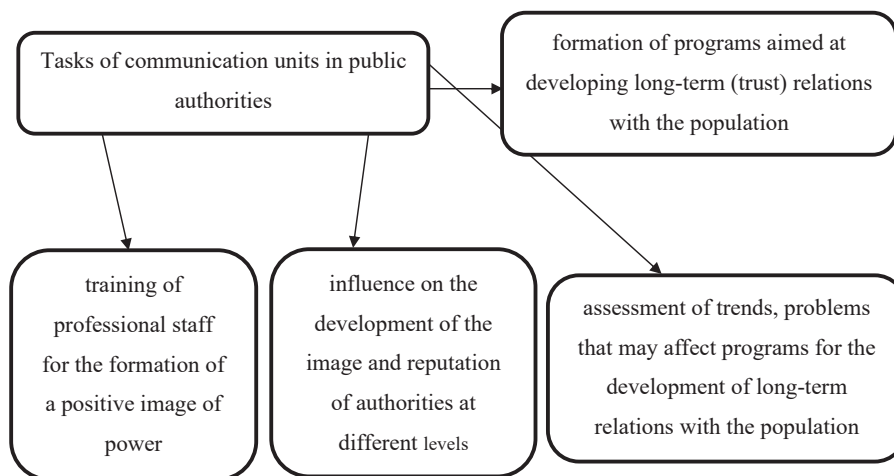 Tasks of communication units in public
authorities
formation of programs aimed at
developing long-term (trust) relations
with the population
training of
professional staff
for the formation of
a positive image of
power
influence on the
development of the
image and reputation
of authorities at
different levels
assessment of trends, problems
that may affect programs for the
development of long-term
relations with the population